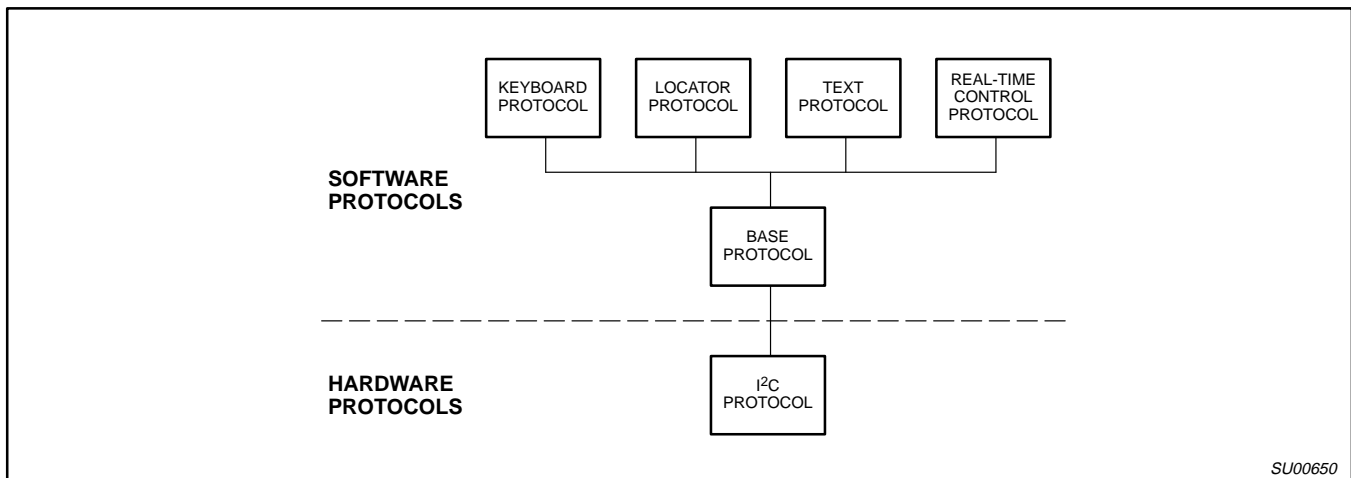 KEYBOARD
PROTOCOL
LOCATOR
PROTOCOL
TEXT
PROTOCOL
REAL-TIME
CONTROL
PROTOCOL
SOFTWARE
PROTOCOLS
BASE
PROTOCOL
HARDWARE
PROTOCOLS
I²C
PROTOCOL
SU00650